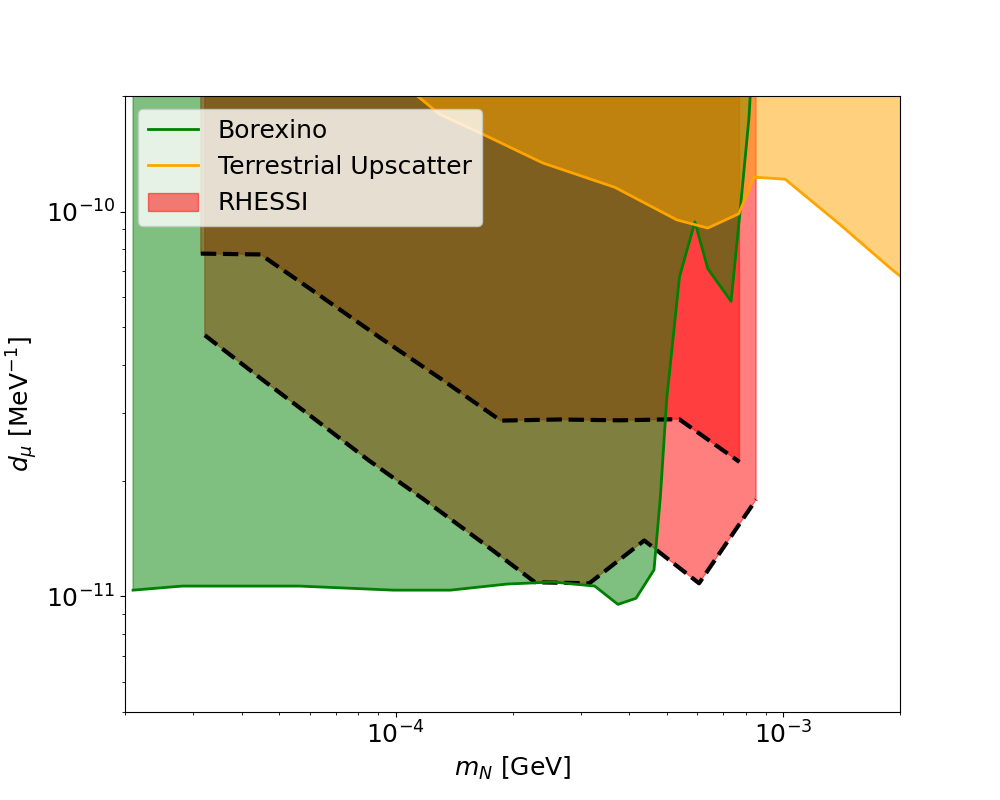 Borexino
Terrestrial Upscatter
RHESSI
10⁻¹⁰
10⁻¹¹
d_μ [MeV⁻¹]
10⁻⁴
10⁻³
m_N [GeV]